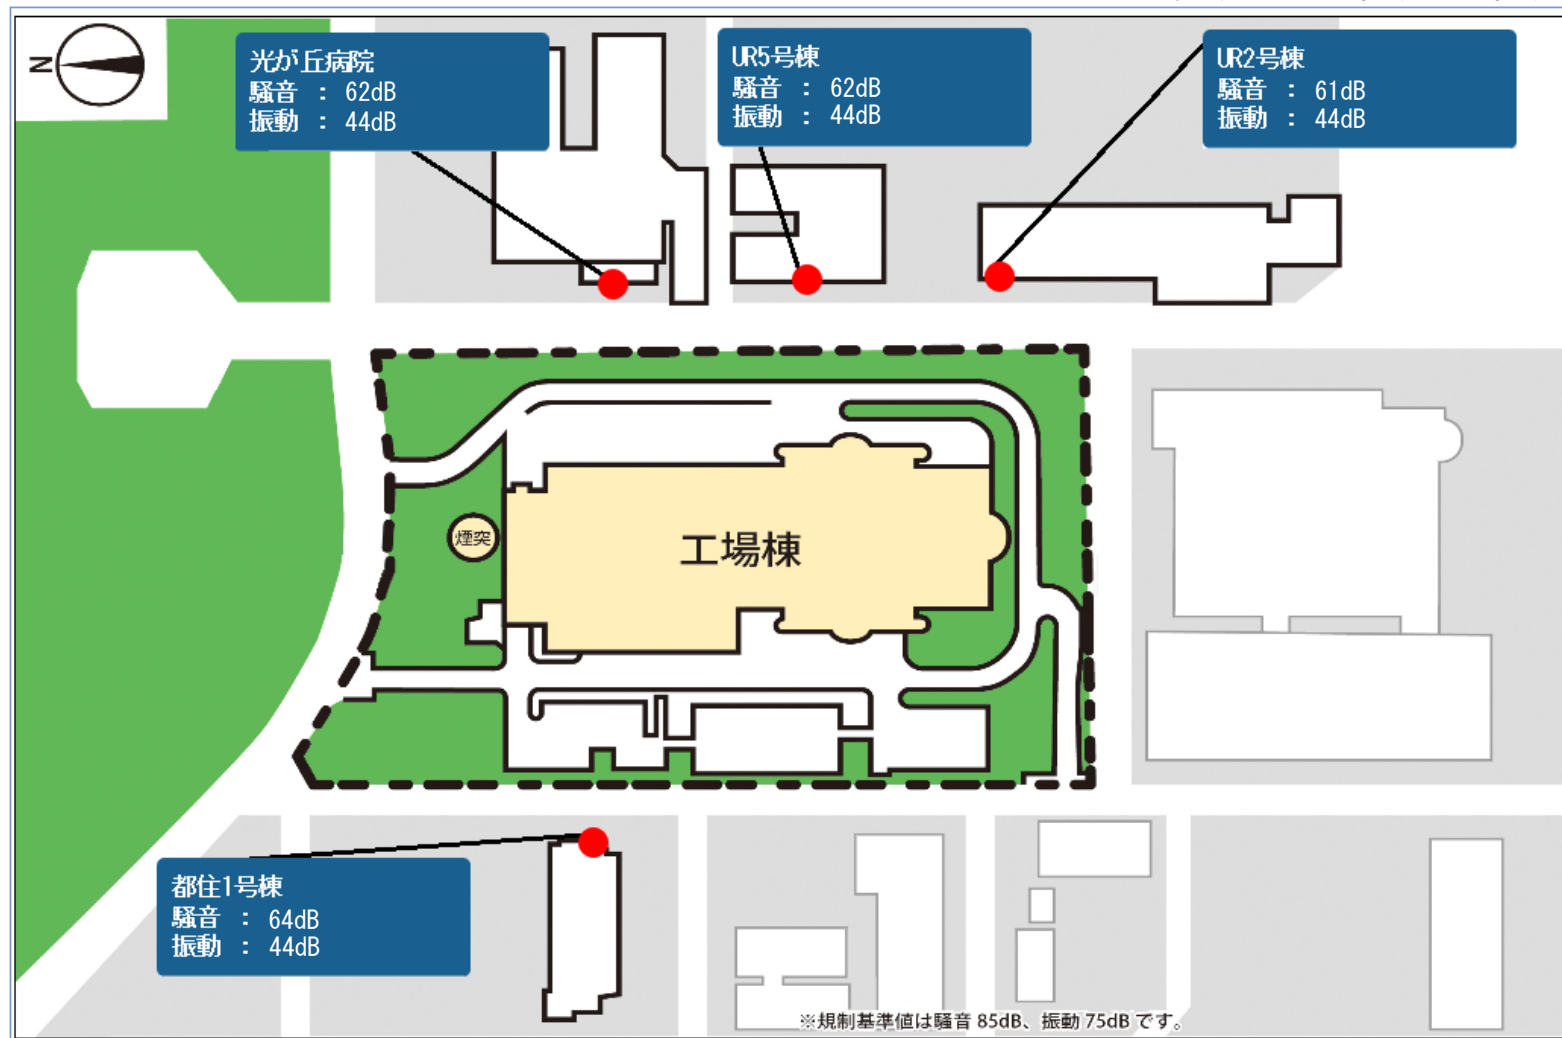 N
光が丘病院
騒音 : 62dB
振動 : 44dB
UR5号棟
騒音 : 62dB
振動 : 44dB
UR2号棟
騒音 : 61dB
振動 : 44dB
煙突
工場棟
都住1号棟
騒音 : 64dB
振動 : 44dB
※規制基準値は騒音 85dB、振動 75dB です。